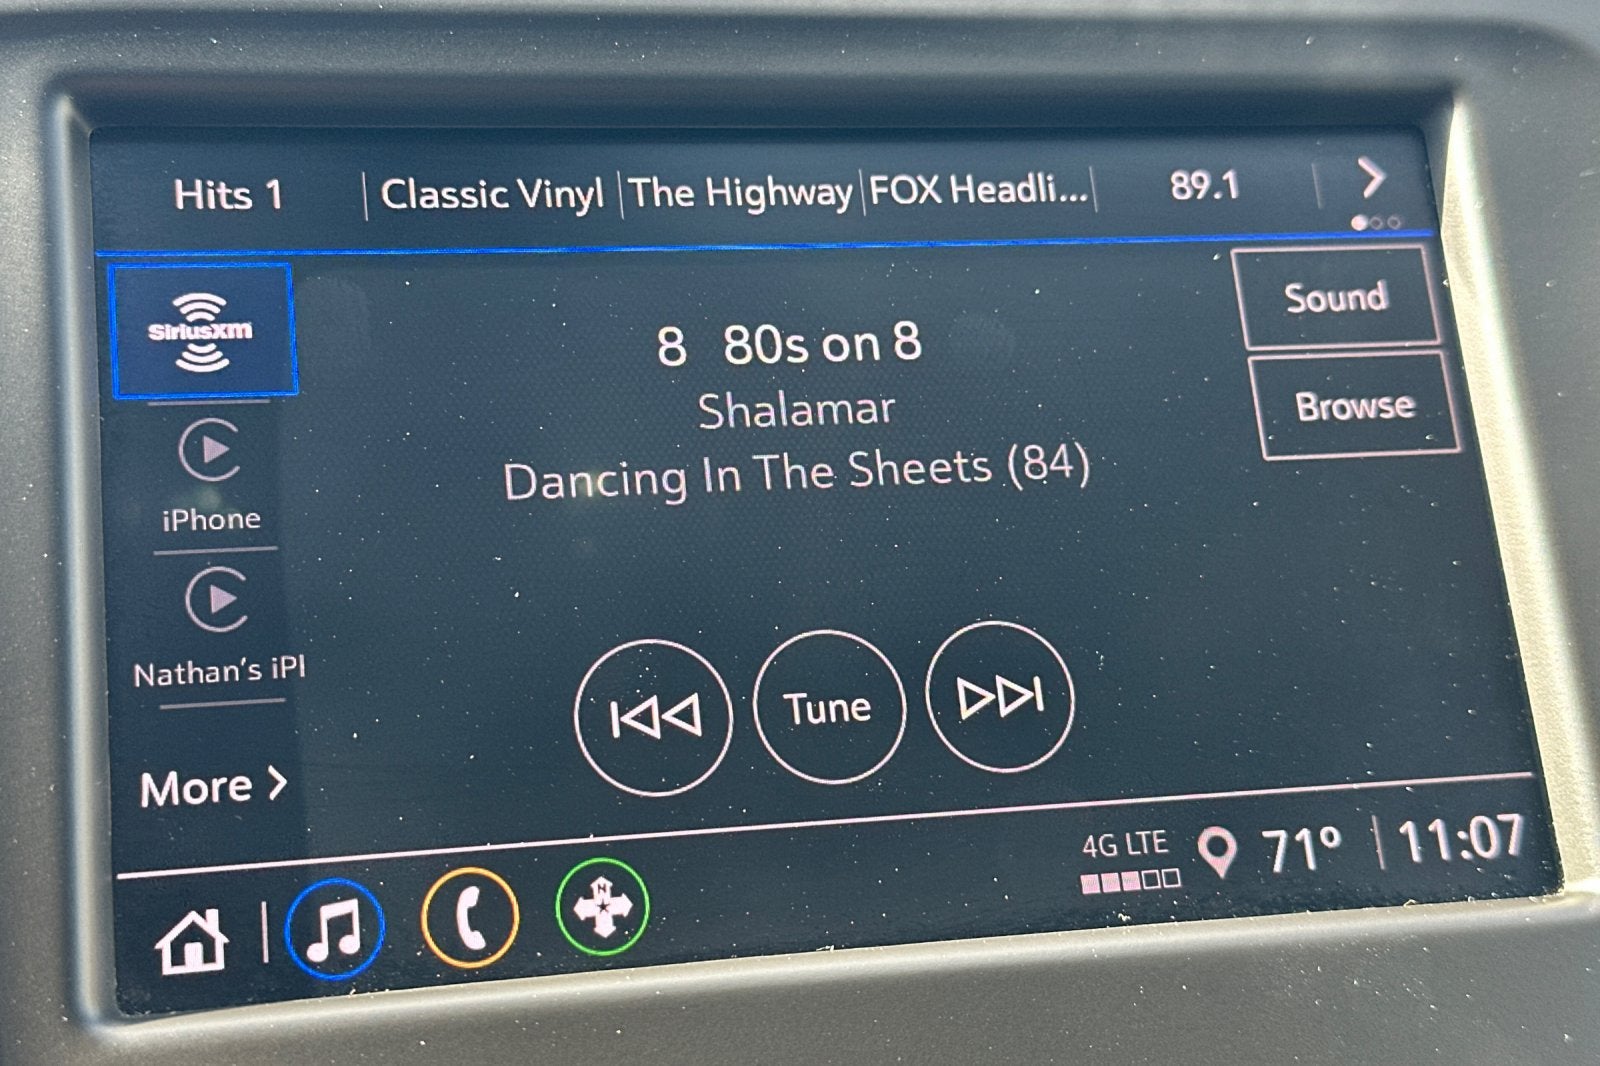 Hits 1 Classic Vinyl The Highway FOX Headli... 89.1
SiriusXm
8 80s on 8
Shalamar
Dancing In The Sheets (84)
Sound
Browse
iPhone
Nathan's iPl
More
Tune
N
4G LTE 71° 11:07